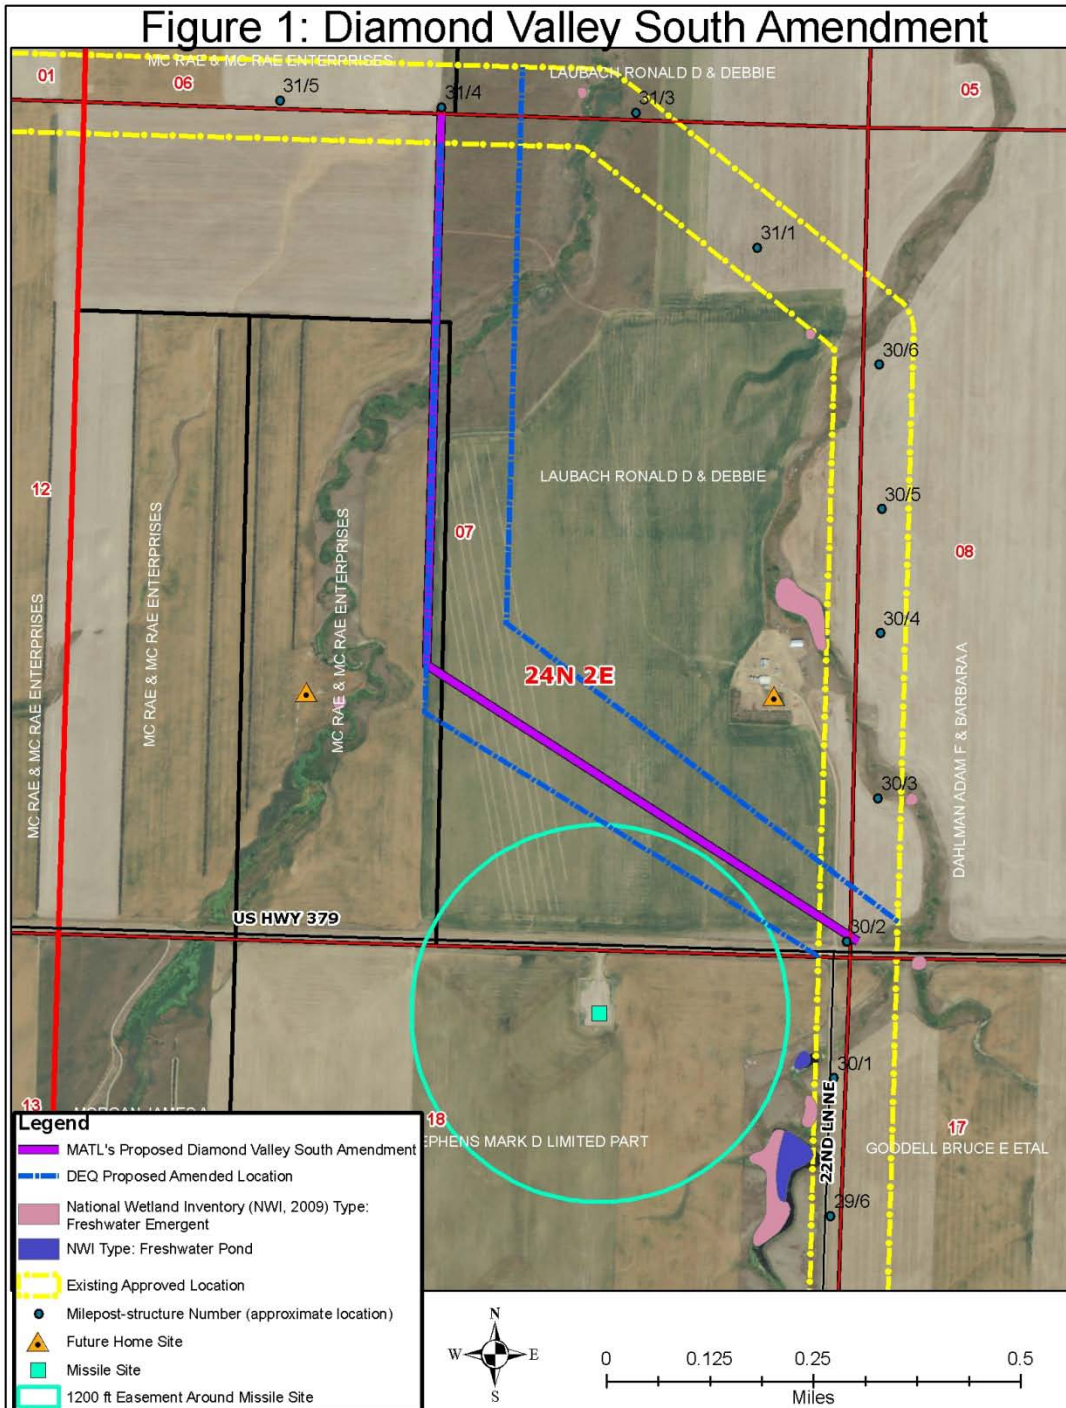 Figure 1: Diamond Valley South Amendment
MC RAE & MC RAE ENTERPRISES
LAUBACH RONALD D & DEBBIE
01
06
31/5
31/4
31/3
05
31/1
30/6
LAUBACH RONALD D & DEBBIE
12
07
30/5
08
MC RAE & MC RAE ENTERPRISES
MC RAE & MC RAE ENTERPRISES
MC RAE & MC RAE ENTERPRISES
30/4
24N 2E
DAHLMAN ADAM F & BARBARA A
30/3
US HWY 379
30/2
30/1
13
18
EPHENS MARK D LIMITED PART
22ND LN NE
17
GOODELL BRUCE E ETAL
29/6
Legend
MATL's Proposed Diamond Valley South Amendment
DEQ Proposed Amended Location
National Wetland Inventory (NWI, 2009) Type:
Freshwater Emergent
NWI Type: Freshwater Pond
Existing Approved Location
Milepost-structure Number (approximate location)
Future Home Site
Missile Site
1200 ft Easement Around Missile Site
N
W
E
S
0 0.125 0.25 0.5
Miles